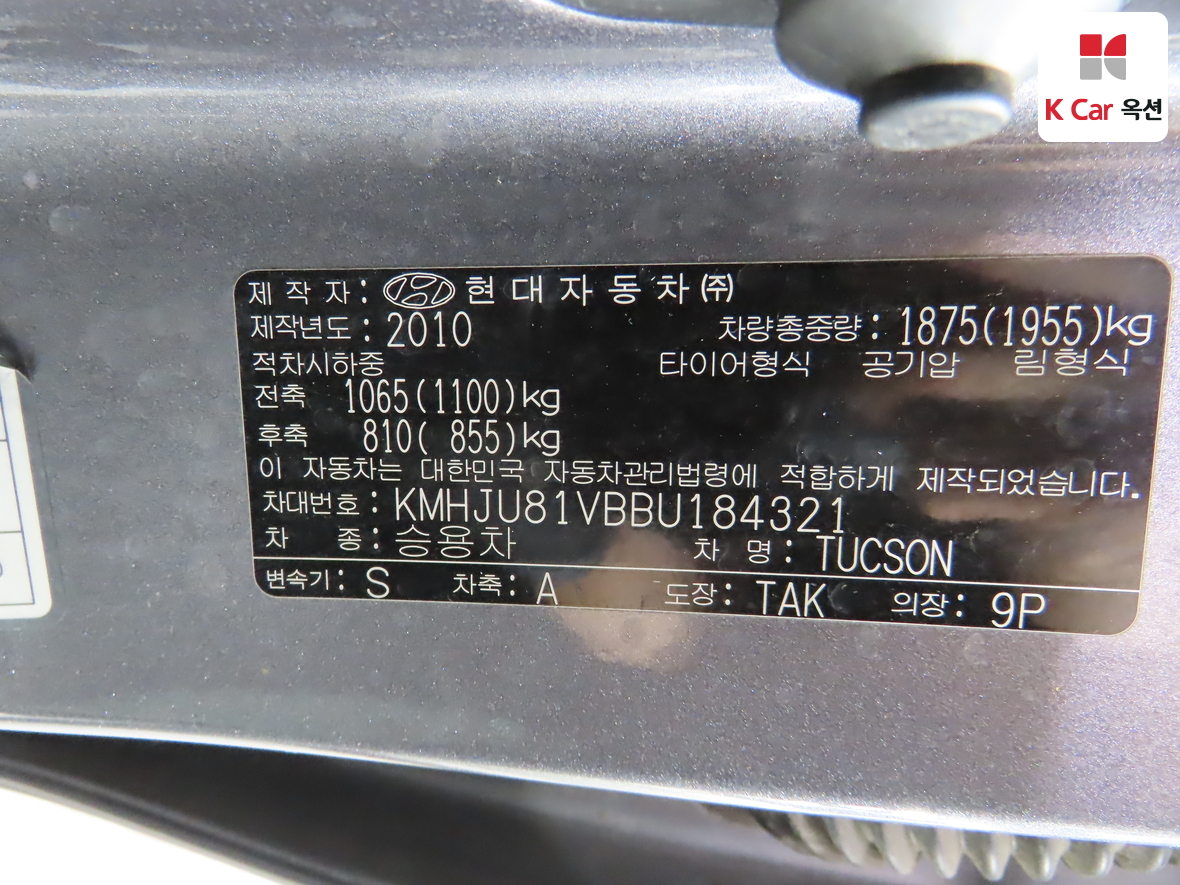 K Car 옥션
제 작 자 : 현 대 자 동 차 ㈜
제작년도 : 2010 차량총중량 : 1875(1955)kg
적차시하중 타이어형식 공기압 림형식
전축 1065(1100)kg
후축 810( 855)kg
이 자동차는 대한민국 자동차관리법령에 적합하게 제작되었습니다.
차대번호 : KMHJU81VBBU184321
차 종 : 승용차 차 명 : TUCSON
변속기 : S 차축 : A 도장 : TAK 의장 : 9P